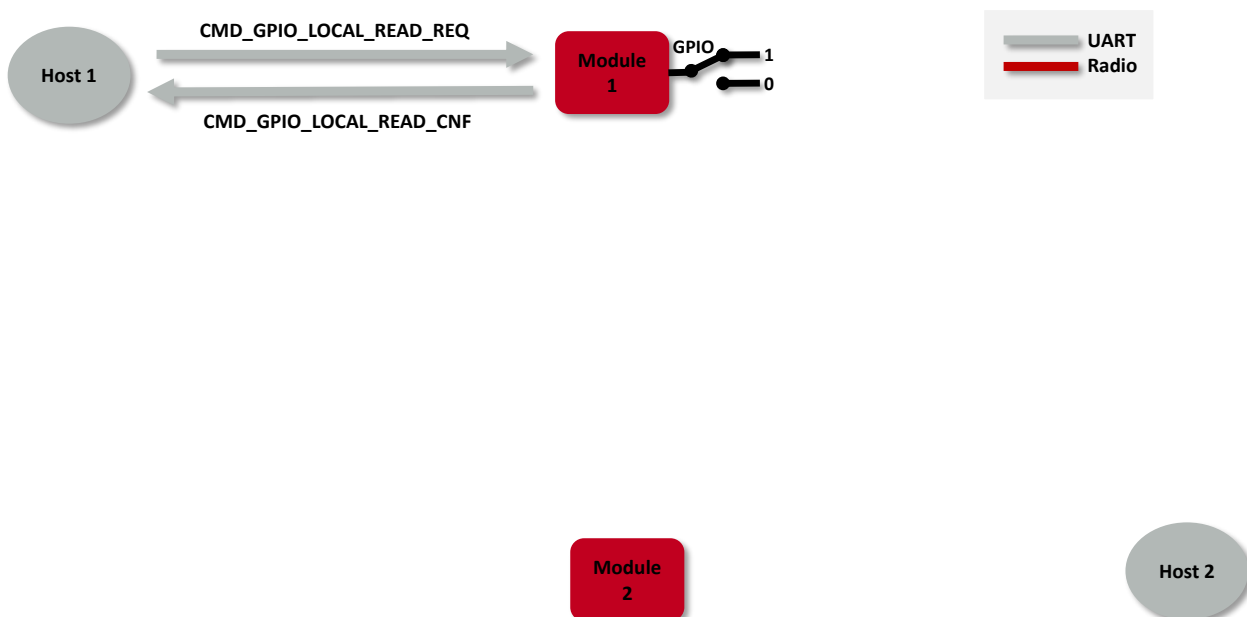 CMD_GPIO_LOCAL_READ_REQ
Host 1
Module
1
GPIO
1
0
UART
Radio
CMD_GPIO_LOCAL_READ_CNF
Module
2
Host 2